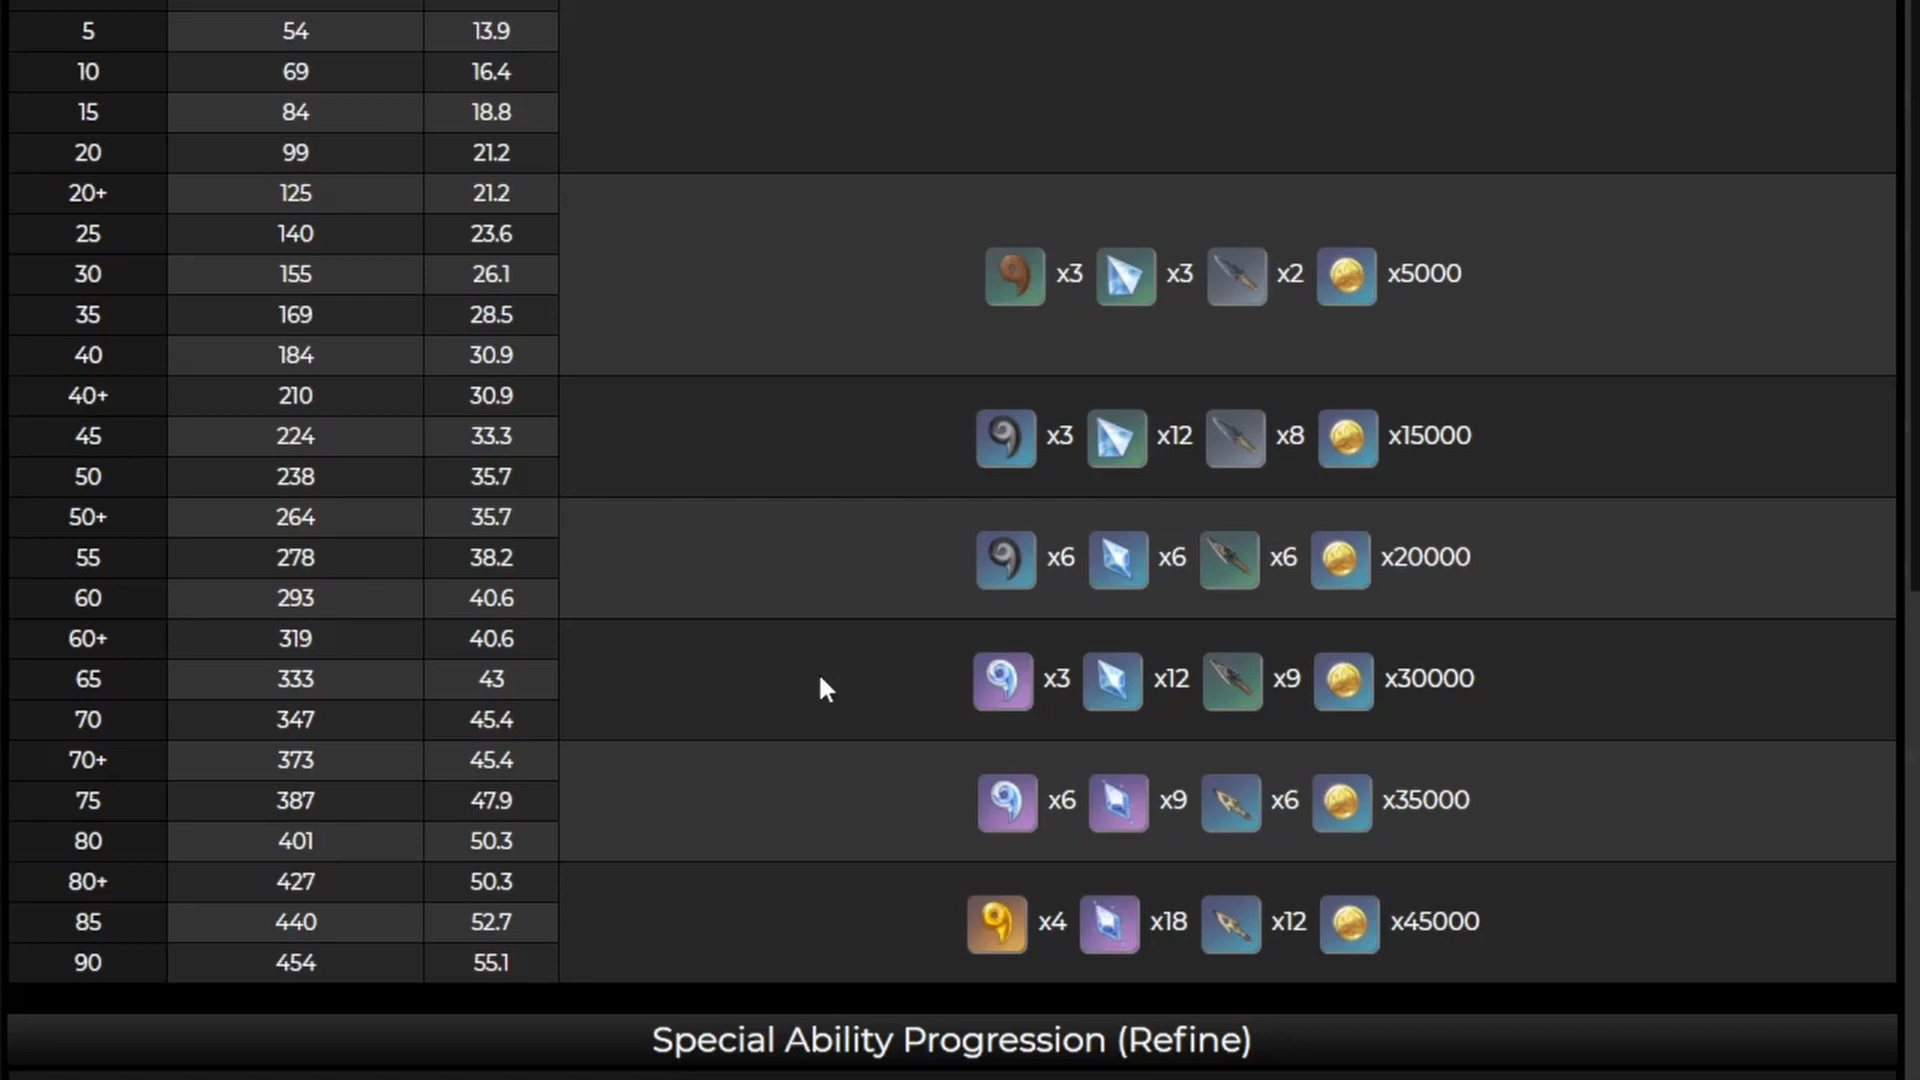 5 54 13.9
10 69 16.4
15 84 18.8
20 99 21.2
20+ 125 21.2
25 140 23.6
30 155 26.1 x3 x3 x2 x5000
35 169 28.5
40 184 30.9
40+ 210 30.9
45 224 33.3 x3 x12 x8 x15000
50 238 35.7
50+ 264 35.7
55 278 38.2 x6 x6 x6 x20000
60 293 40.6
60+ 319 40.6
65 333 43 x3 x12 x9 x30000
70 347 45.4
70+ 373 45.4
75 387 47.9 x6 x9 x6 x35000
80 401 50.3
80+ 427 50.3
85 440 52.7 x4 x18 x12 x45000
90 454 55.1
Special Ability Progression (Refine)